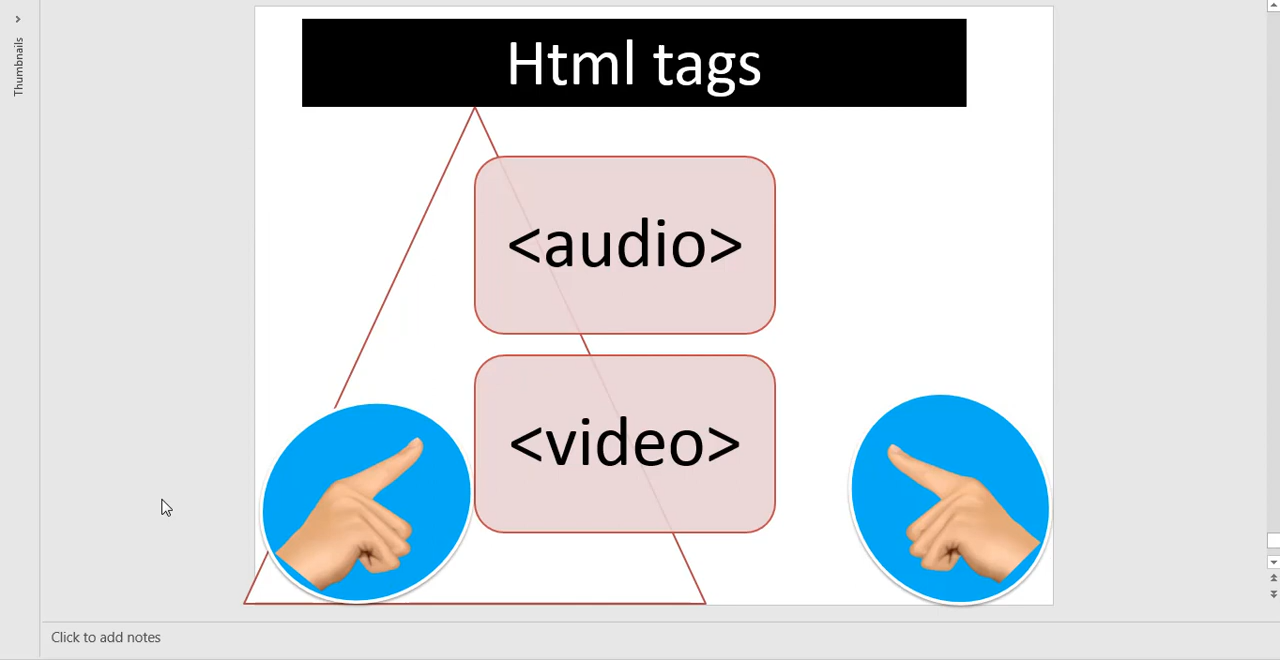 Thumbnails
Html tags
<audio>
<video>
Click to add notes